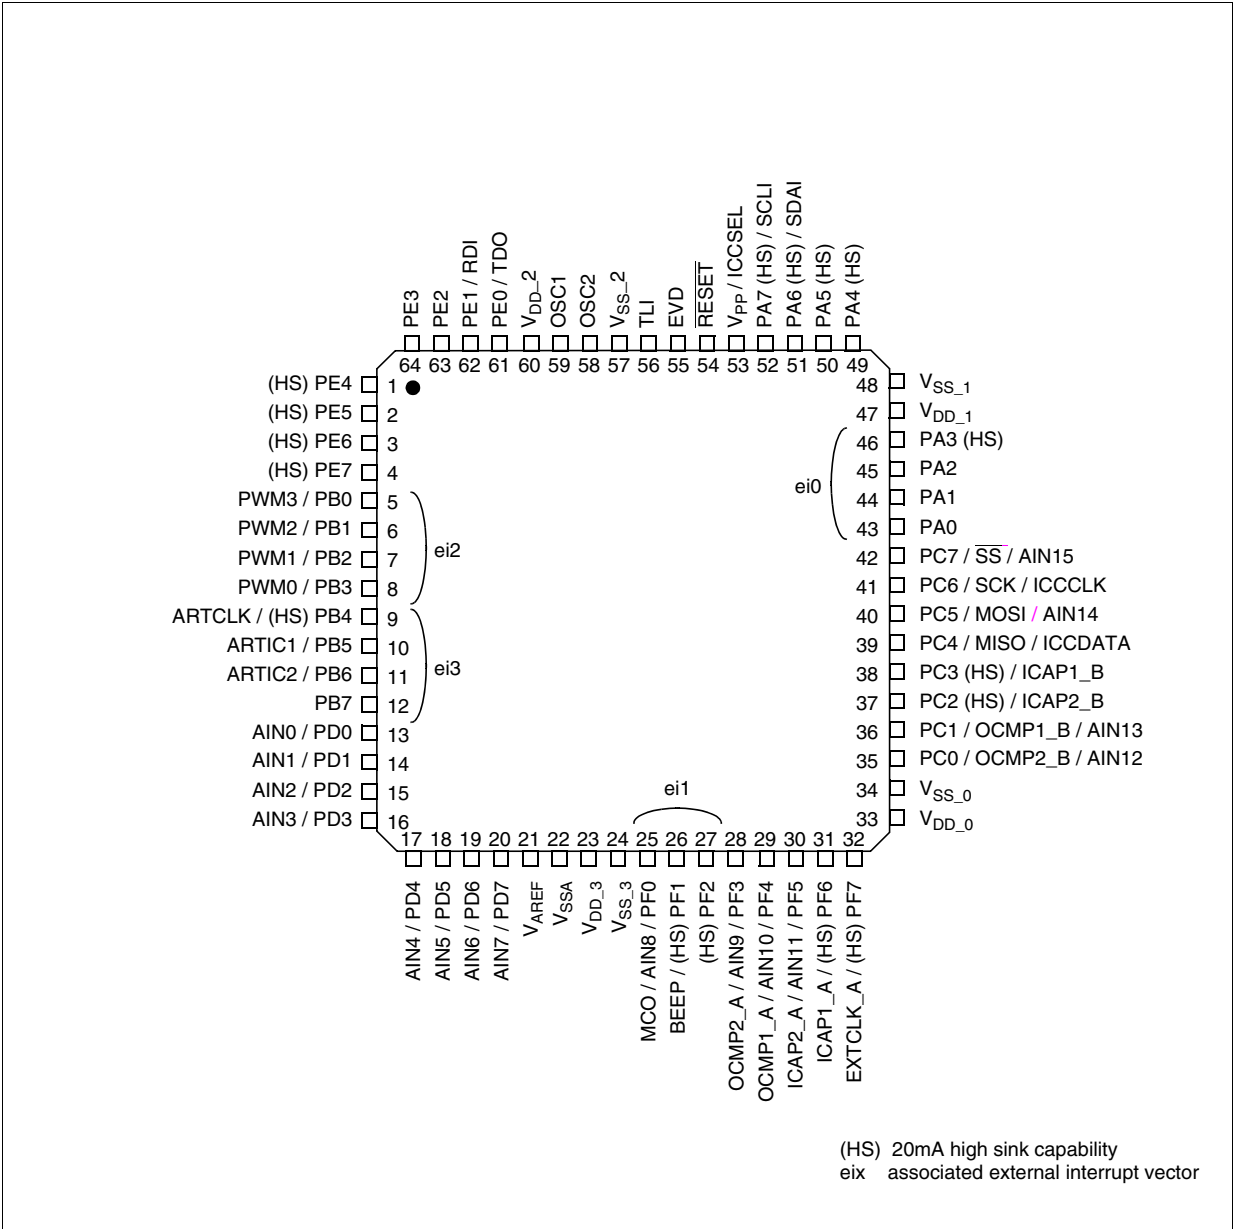 PE3
PE2
PE1 / RDI
PE0 / TDO
VDD_2
OSC1
OSC2
VSS_2
TLI
EVD
RESET
VPP / ICCSEL
PA7 (HS) / SCLI
PA6 (HS) / SDAI
PA5 (HS)
PA4 (HS)
64 63 62 61 60 59 58 57 56 55 54 53 52 51 50 49
(HS) PE4 1
(HS) PE5 2
(HS) PE6 3
(HS) PE7 4
PWM3 / PB0 5
PWM2 / PB1 6
PWM1 / PB2 7
PWM0 / PB3 8
ei2
ARTCLK / (HS) PB4 9
ARTIC1 / PB5 10
ARTIC2 / PB6 11
PB7 12
ei3
AIN0 / PD0 13
AIN1 / PD1 14
AIN2 / PD2 15
AIN3 / PD3 16
48 VSS_1
47 VDD_1
46 PA3 (HS)
45 PA2
44 PA1
43 PA0
ei0
42 PC7 / SS / AIN15
41 PC6 / SCK / ICCCLK
40 PC5 / MOSI / AIN14
39 PC4 / MISO / ICCDATA
38 PC3 (HS) / ICAP1_B
37 PC2 (HS) / ICAP2_B
36 PC1 / OCMP1_B / AIN13
35 PC0 / OCMP2_B / AIN12
34 VSS_0
33 VDD_0
ei1
17 18 19 20 21 22 23 24 25 26 27 28 29 30 31 32
AIN4 / PD4
AIN5 / PD5
AIN6 / PD6
AIN7 / PD7
VAREF
VSSA
VDD_3
VSS_3
MCO / AIN8 / PF0
BEEP / (HS) PF1
(HS) PF2
OCMP2_A / AIN9 / PF3
OCMP1_A / AIN10 / PF4
ICAP2_A / AIN11 / PF5
ICAP1_A / (HS) PF6
EXTCLK_A / (HS) PF7
(HS) 20mA high sink capability
eix associated external interrupt vector